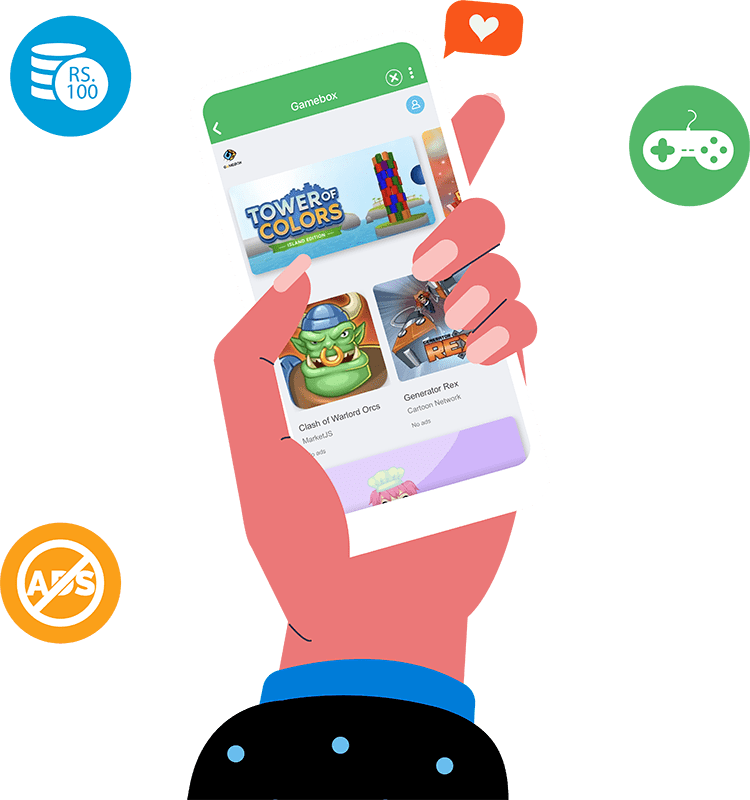 RS.
100
Gamebox
TOWER OF
COLORS
ISLAND EDITION
Clash of Warlord Orcs
MarketJS
No ads
GENERATOR
REX
Generator Rex
Cartoon Network
No ads
ADS